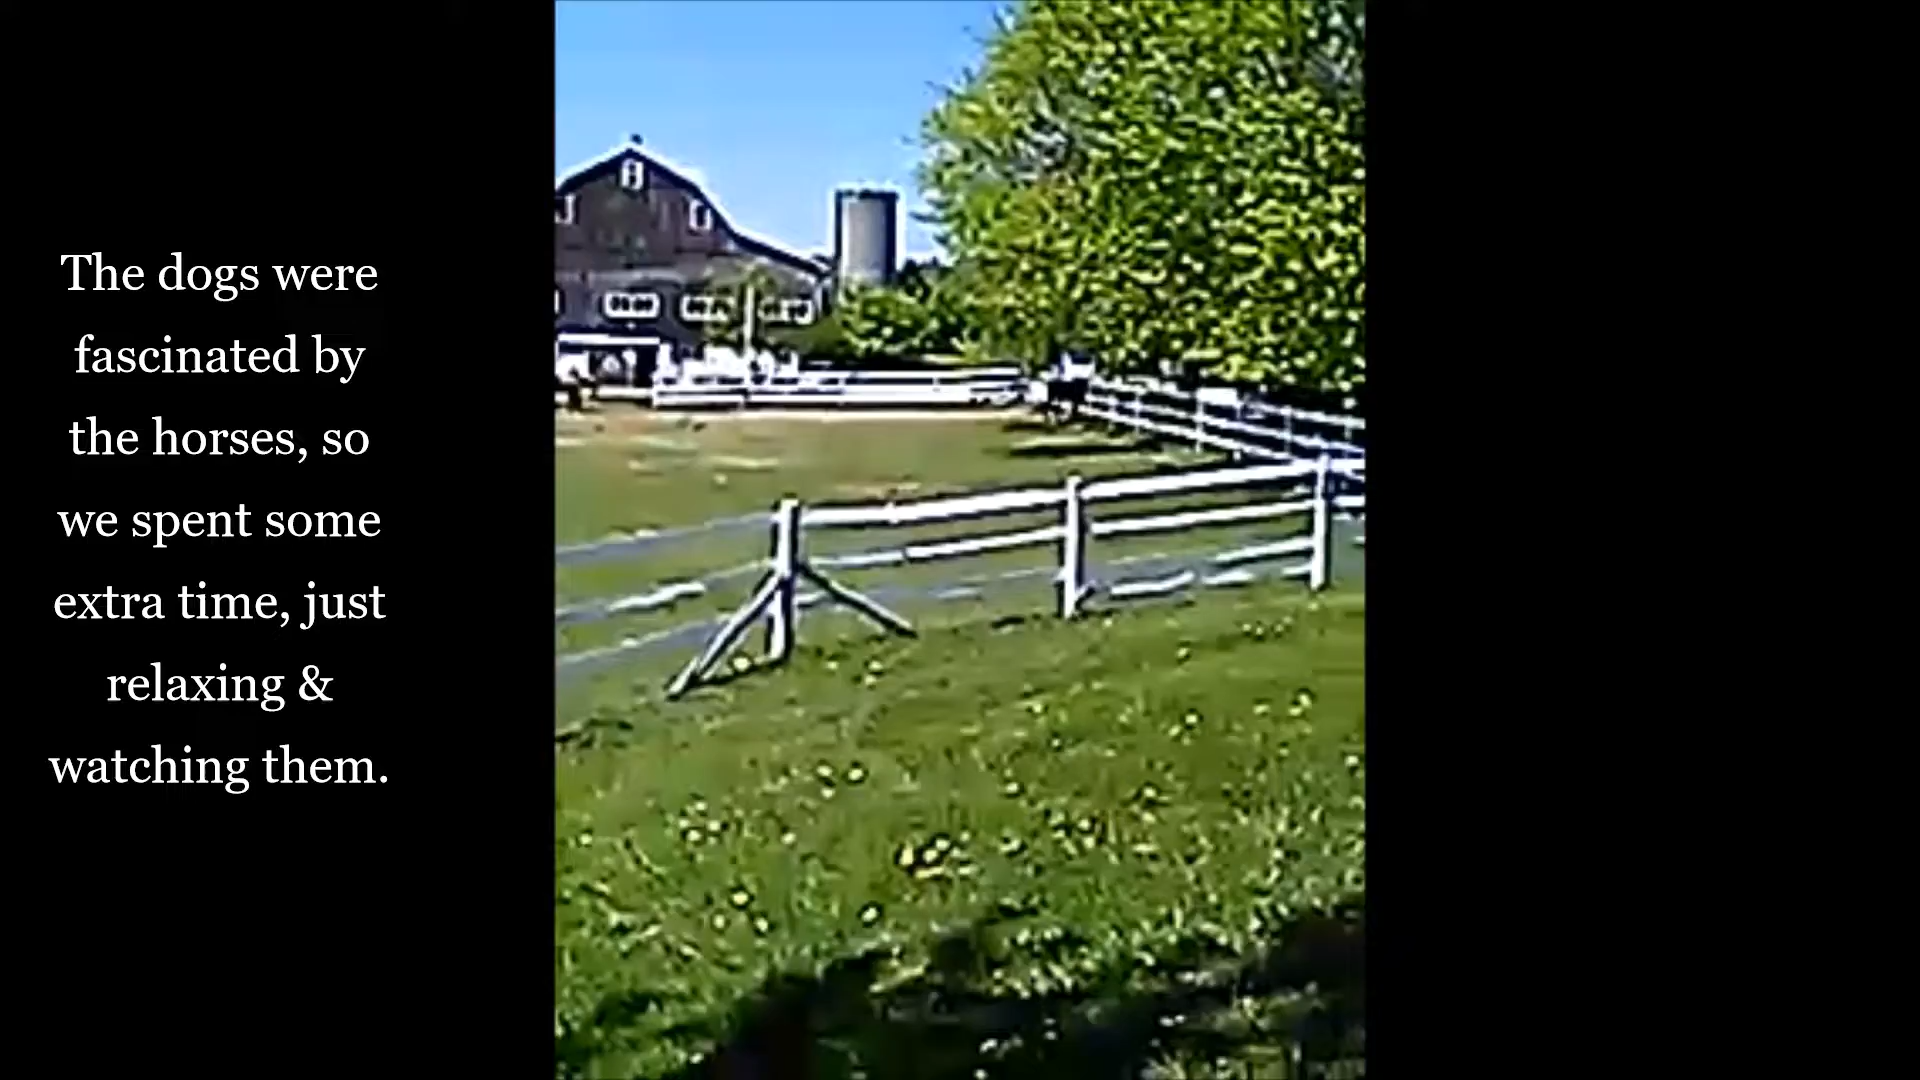 The dogs were
fascinated by
the horses, so
we spent some
extra time, just
relaxing &
watching them.